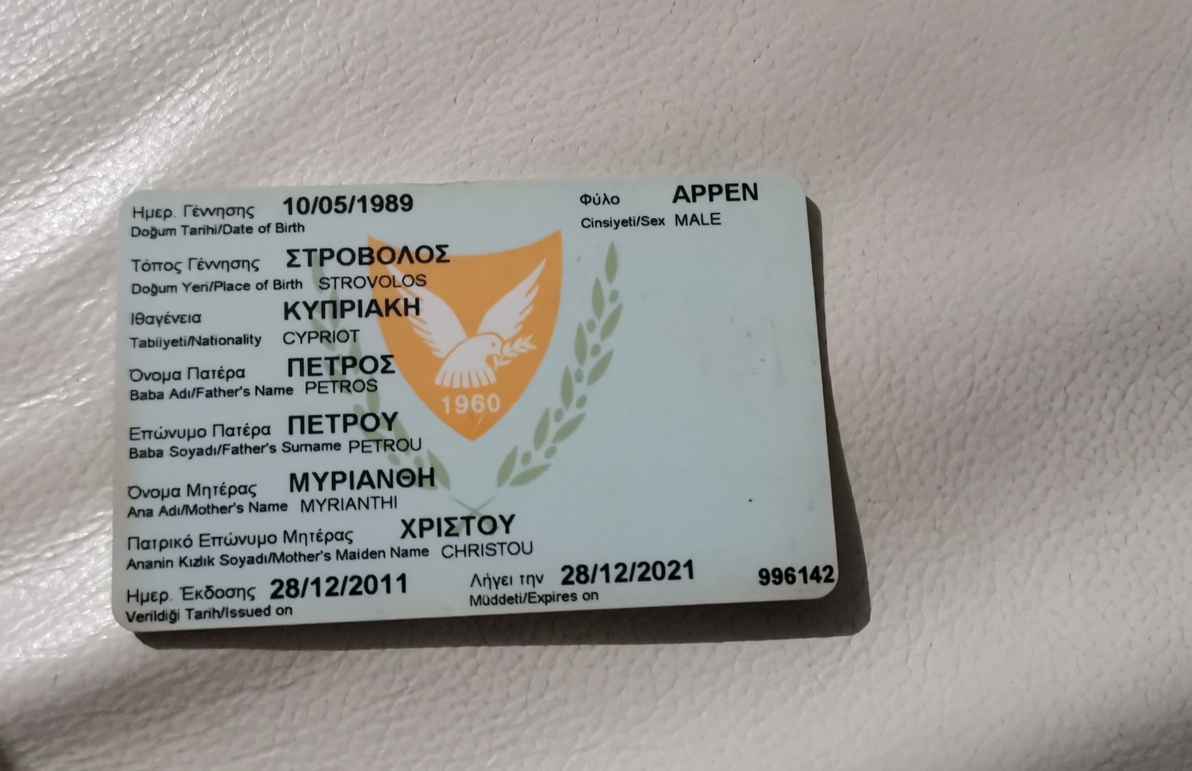 Ημερ. Γέννησης 10/05/1989 Φύλο ΑΡΡΕΝ
Doğum Tarihi/Date of Birth Cinsiyeti/Sex MALE
Τόπος Γέννησης ΣΤΡΟΒΟΛΟΣ
Doğum Yeri/Place of Birth STROVOLOS
Ιθαγένεια ΚΥΠΡΙΑΚΗ
Tabiiyeti/Nationality CYPRIOT
Όνομα Πατέρα ΠΕΤΡΟΣ
Baba Adı/Father's Name PETROS
1960
Επώνυμο Πατέρα ΠΕΤΡΟΥ
Baba Soyadı/Father's Surname PETROU
Όνομα Μητέρας ΜΥΡΙΑΝΘΗ
Ana Adı/Mother's Name MYRIANTHI
Πατρικό Επώνυμο Μητέρας ΧΡΙΣΤΟΥ
Ananin Kızlık Soyadı/Mother's Maiden Name CHRISTOU
Ημερ. Έκδοσης 28/12/2011 Λήγει την 28/12/2021 996142
Verildiği Tarih/Issued on Müddeti/Expires on